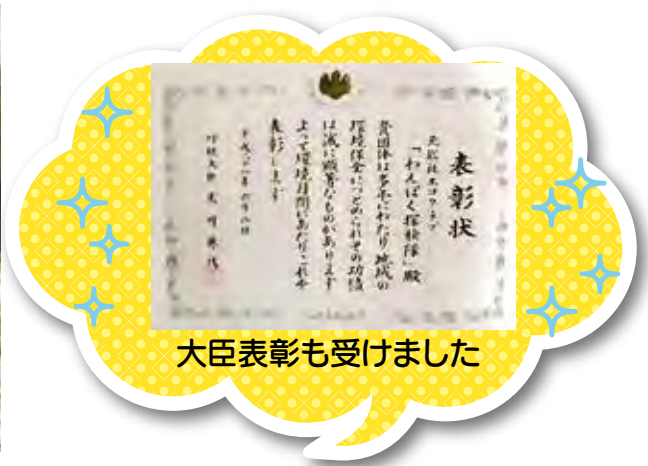 表彰状
「わんぱく探検隊」殿
貴団体は多年にわたり地域の
環境保全につとめられその功績
は誠に顕著なものがあります
よって環境月間にあたりこれを
表彰します
大臣表彰も受けました